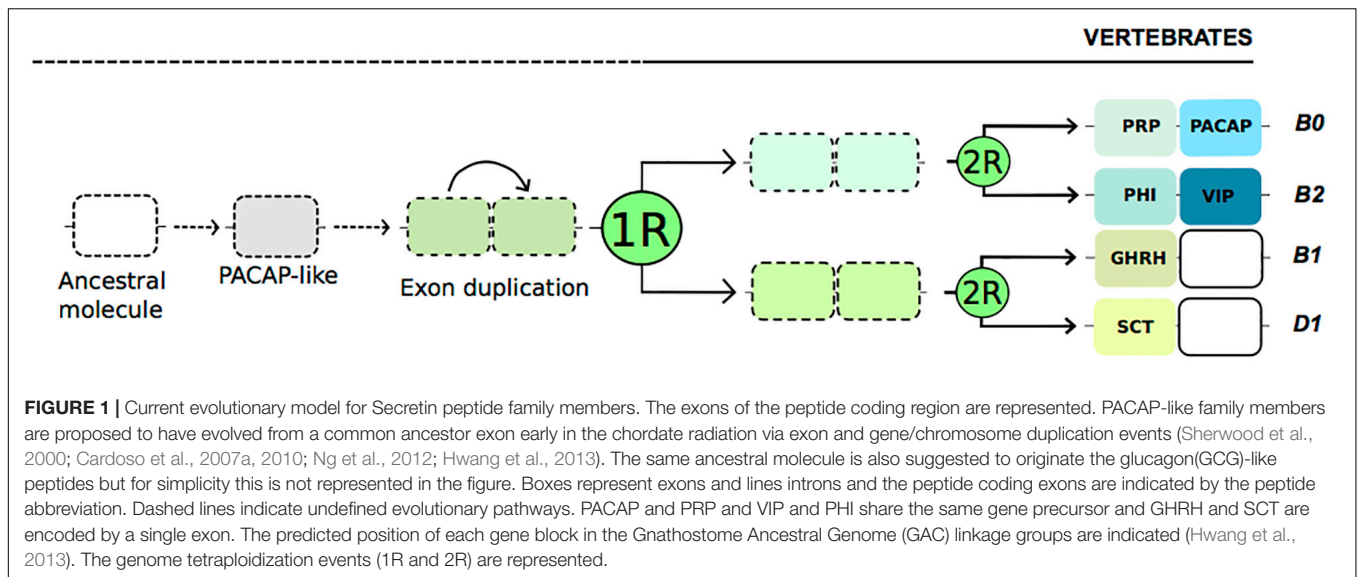 VERTEBRATES
PRP PACAP B0
2R
PHI VIP B2
1R
Ancestral
molecule
PACAP-like
Exon duplication
GHRH B1
2R
SCT D1
FIGURE 1 | Current evolutionary model for Secretin peptide family members. The exons of the peptide coding region are represented. PACAP-like family members
are proposed to have evolved from a common ancestor exon early in the chordate radiation via exon and gene/chromosome duplication events (Sherwood et al.,
2000; Cardoso et al., 2007a, 2010; Ng et al., 2012; Hwang et al., 2013). The same ancestral molecule is also suggested to originate the glucagon(GCG)-like
peptides but for simplicity this is not represented in the figure. Boxes represent exons and lines introns and the peptide coding exons are indicated by the peptide
abbreviation. Dashed lines indicate undefined evolutionary pathways. PACAP and PRP and VIP and PHI share the same gene precursor and GHRH and SCT are
encoded by a single exon. The predicted position of each gene block in the Gnathostome Ancestral Genome (GAC) linkage groups are indicated (Hwang et al.,
2013). The genome tetraploidization events (1R and 2R) are represented.